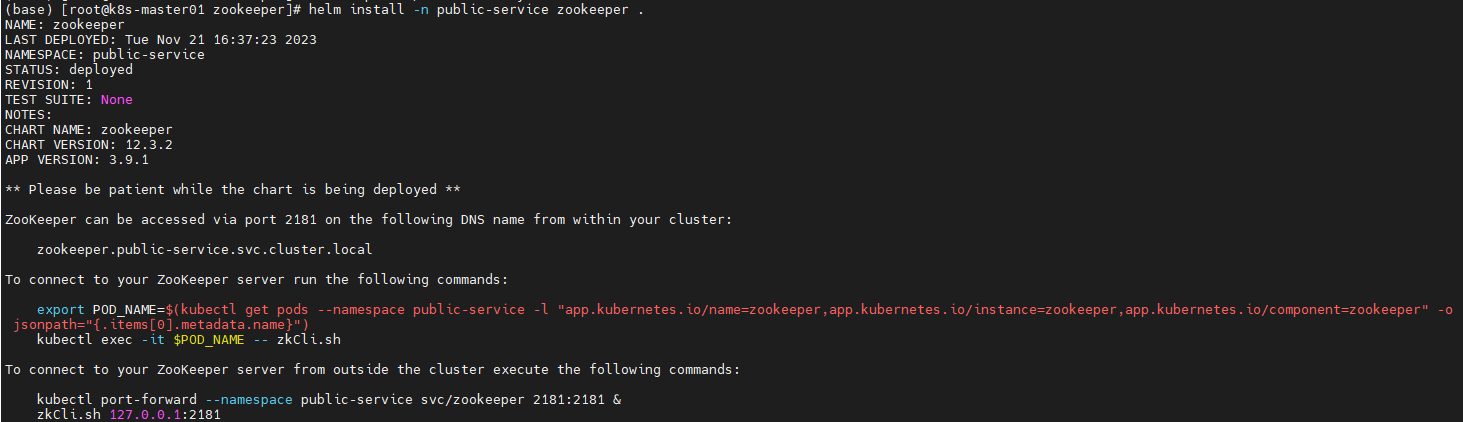 (base) [root@k8s-master01 zookeeper]# helm install -n public-service zookeeper .
NAME: zookeeper
LAST DEPLOYED: Tue Nov 21 16:37:23 2023
NAMESPACE: public-service
STATUS: deployed
REVISION: 1
TEST SUITE: None
NOTES:
CHART NAME: zookeeper
CHART VERSION: 12.3.2
APP VERSION: 3.9.1
** Please be patient while the chart is being deployed **
ZooKeeper can be accessed via port 2181 on the following DNS name from within your cluster:
zookeeper.public-service.svc.cluster.local
To connect to your ZooKeeper server run the following commands:
export POD_NAME=$(kubectl get pods --namespace public-service -l "app.kubernetes.io/name=zookeeper,app.kubernetes.io/instance=zookeeper,app.kubernetes.io/component=zookeeper" -o
jsonpath="{.items[0].metadata.name}")
kubectl exec -it $POD_NAME -- zkCli.sh
To connect to your ZooKeeper server from outside the cluster execute the following commands:
kubectl port-forward --namespace public-service svc/zookeeper 2181:2181 &
zkCli.sh 127.0.0.1:2181